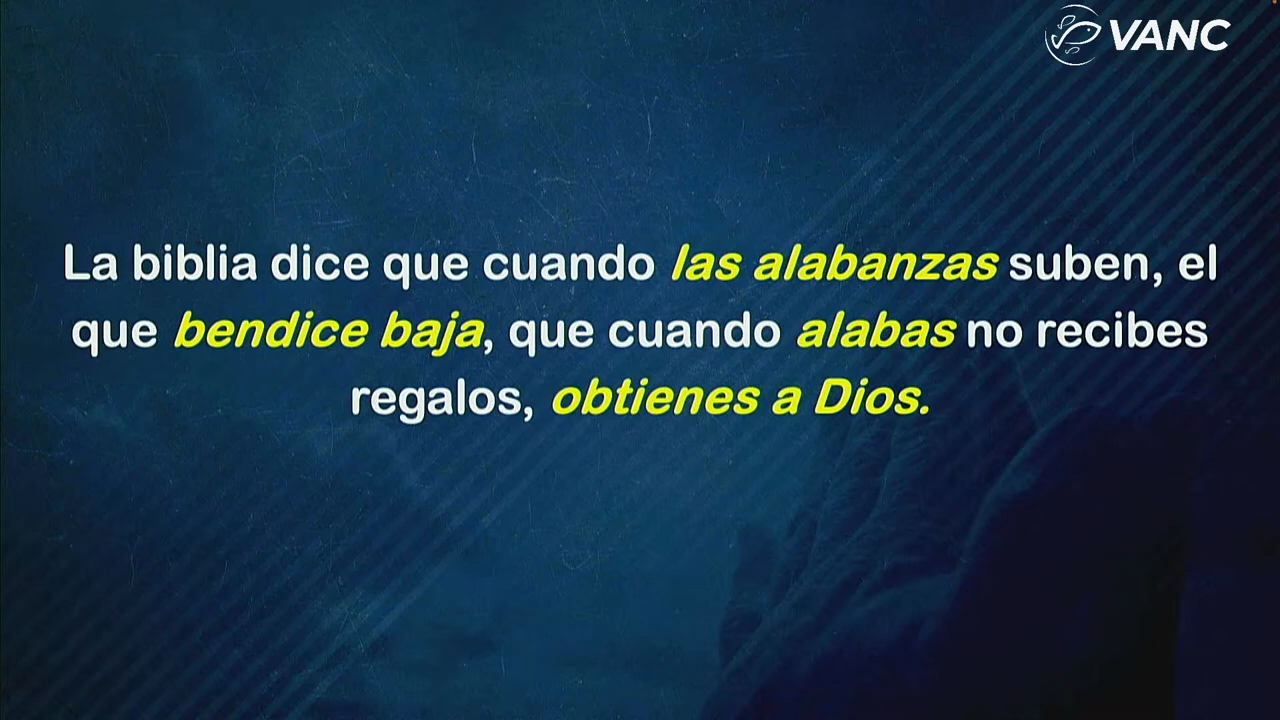 VANC
La biblia dice que cuando las alabanzas suben, el
que bendice baja, que cuando alabas no recibes
regalos, obtienes a Dios.